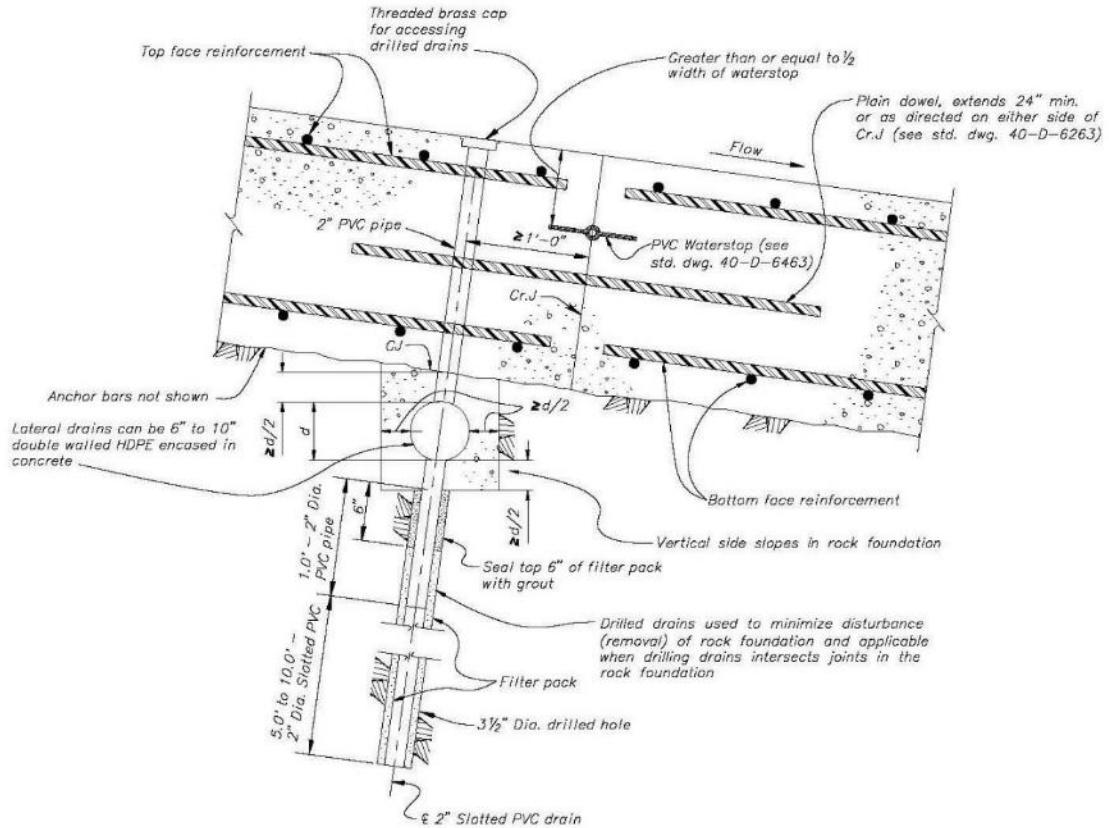 Threaded brass cap
for accessing
drilled drains
Top face reinforcement
Greater than or equal to ½
width of waterstop
Plain dowel, extends 24" min.
or as directed on either side of
Cr.J (see std. dwg. 40-D-6263)
Flow
2" PVC pipe
≥1'-0"
PVC Waterstop (see
std. dwg. 40-D-6463)
Cr.J
CJ
Anchor bars not shown
≥d/2
d
≥d/2
Lateral drains can be 6" to 10"
double walled HDPE encased in
concrete
Bottom face reinforcement
≥d/2
Vertical side slopes in rock foundation
1.0' - 2" Dia.
PVC pipe
6"
Seal top 6" of filter pack
with grout
Drilled drains used to minimize disturbance
(removal) of rock foundation and applicable
when drilling drains intersects joints in the
rock foundation
5.0' to 10.0' -
2" Dia. Slotted PVC
Filter pack
3½" Dia. drilled hole
℄ 2" Slotted PVC drain